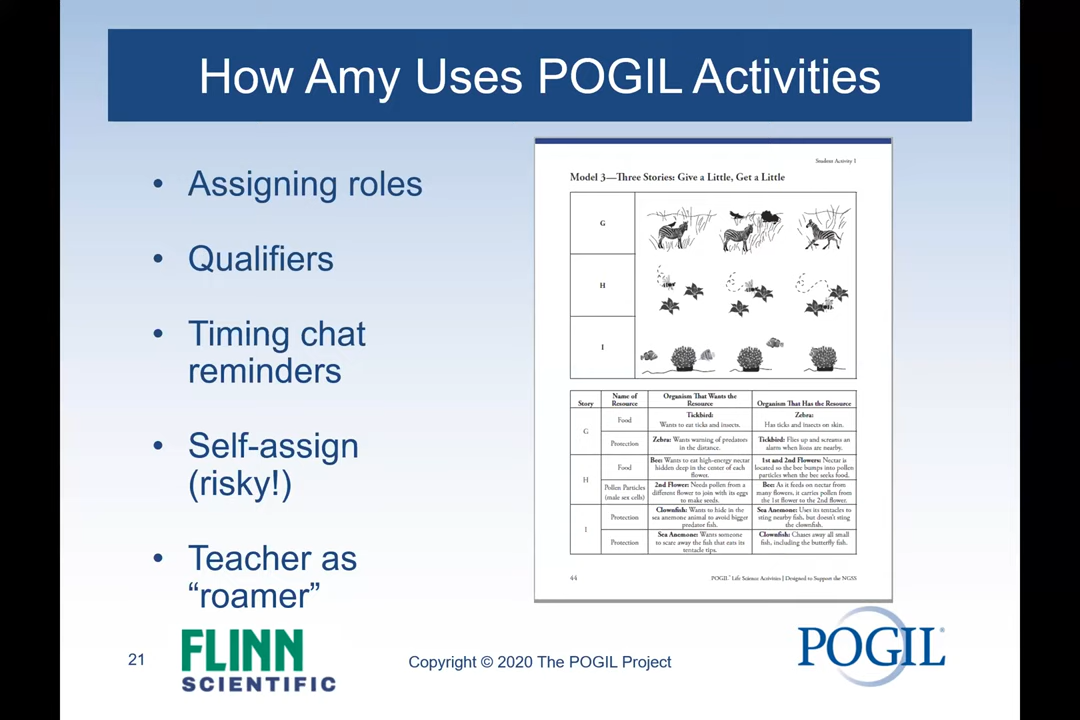 How Amy Uses POGIL Activities
• Assigning roles
• Qualifiers
• Timing chat
reminders
• Self-assign
(risky!)
• Teacher as
“roamer”
Student Activity 1
Model 3—Three Stories: Give a Little, Get a Little
G
H
I
Story
Name of
Resource
Organism That Wants the
Resource
Organism That Has the Resource
G
Food
Tickbird:
Wants to eat ticks and insects.
Zebra:
Has ticks and insects on skin.
Protection
Zebra: Wants warning of predators
in the distance.
Tickbird: Flies up and screams an
alarm when lions are nearby.
H
Food
Bee: Wants to eat high-energy nectar
hidden deep in the center of each
flower.
1st and 2nd Flowers: Nectar is
located so the bee bumps into pollen
particles when the bee seeks food.
Pollen Particles
(male sex cells)
2nd Flower: Needs pollen from a
different flower to join with its eggs
to make seeds.
Bee: As it feeds on nectar from
many flowers, it carries pollen from
the 1st flower to the 2nd flower.
I
Protection
Clownfish: Wants to hide in the
sea anemone animal to avoid bigger
predator fish.
Sea Anemone: Uses its tentacles to
sting nearby fish, but doesn't sting
the clownfish.
Protection
Sea Anemone: Wants someone
to scare away the fish that eats its
tentacle tips.
Clownfish: Chases away all small
fish, including the butterfly fish.
44
POGIL™ Life Science Activities | Designed to Support the NGSS
21
FLINN
SCIENTIFIC
Copyright © 2020 The POGIL Project
POGIL®